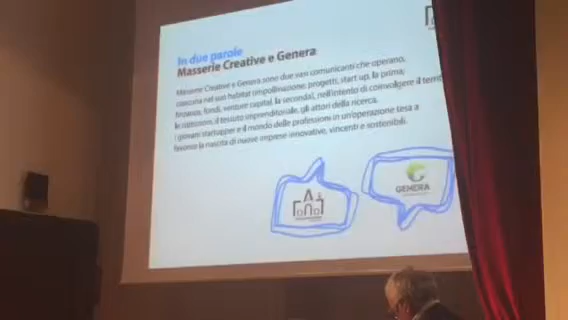 In due parole
Masserie Creative e Genera
Masserie Creative e Genera sono due vasi comunicanti che operano,
ciascuna nel suo habitat (impollinazione, progetti, start up, la prima;
finanza, fondi, venture capital, la seconda), nell'intento di coinvolgere il territ
le istituzioni, il tessuto imprenditoriale, gli attori della ricerca,
i giovani startupper e il mondo delle professioni in un'operazione tesa a
favorire la nascita di nuove imprese innovative, vincenti e sostenibili.
GENERA